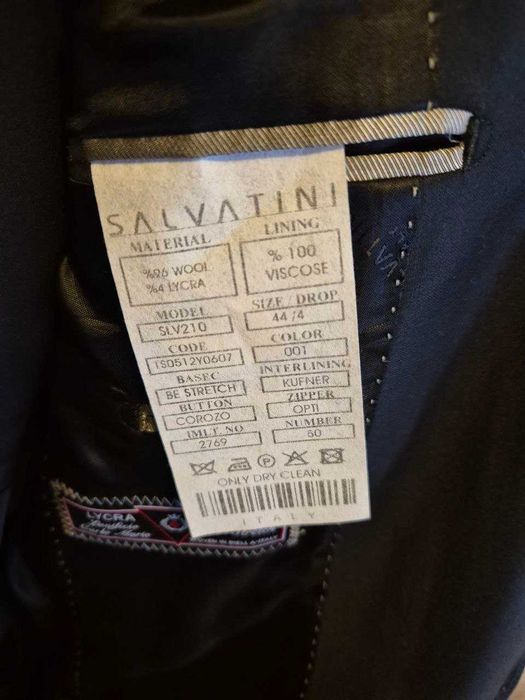 SALVATINI
MATERIAL
%96 WOOL
%4 LYCRA
LINING
% 100
VISCOSE
MODEL
SLV210
SIZE / DROP
44 /4
CODE
TSD512Y0607
COLOR
001
BASEC
BE STRETCH
INTERLINING
KUFNER
BUTTON
COROZO
ZIPPER
OPTI
IMLT. NO
2769
NUMBER
50
ONLY DRY CLEAN
ITALY
LYCRA